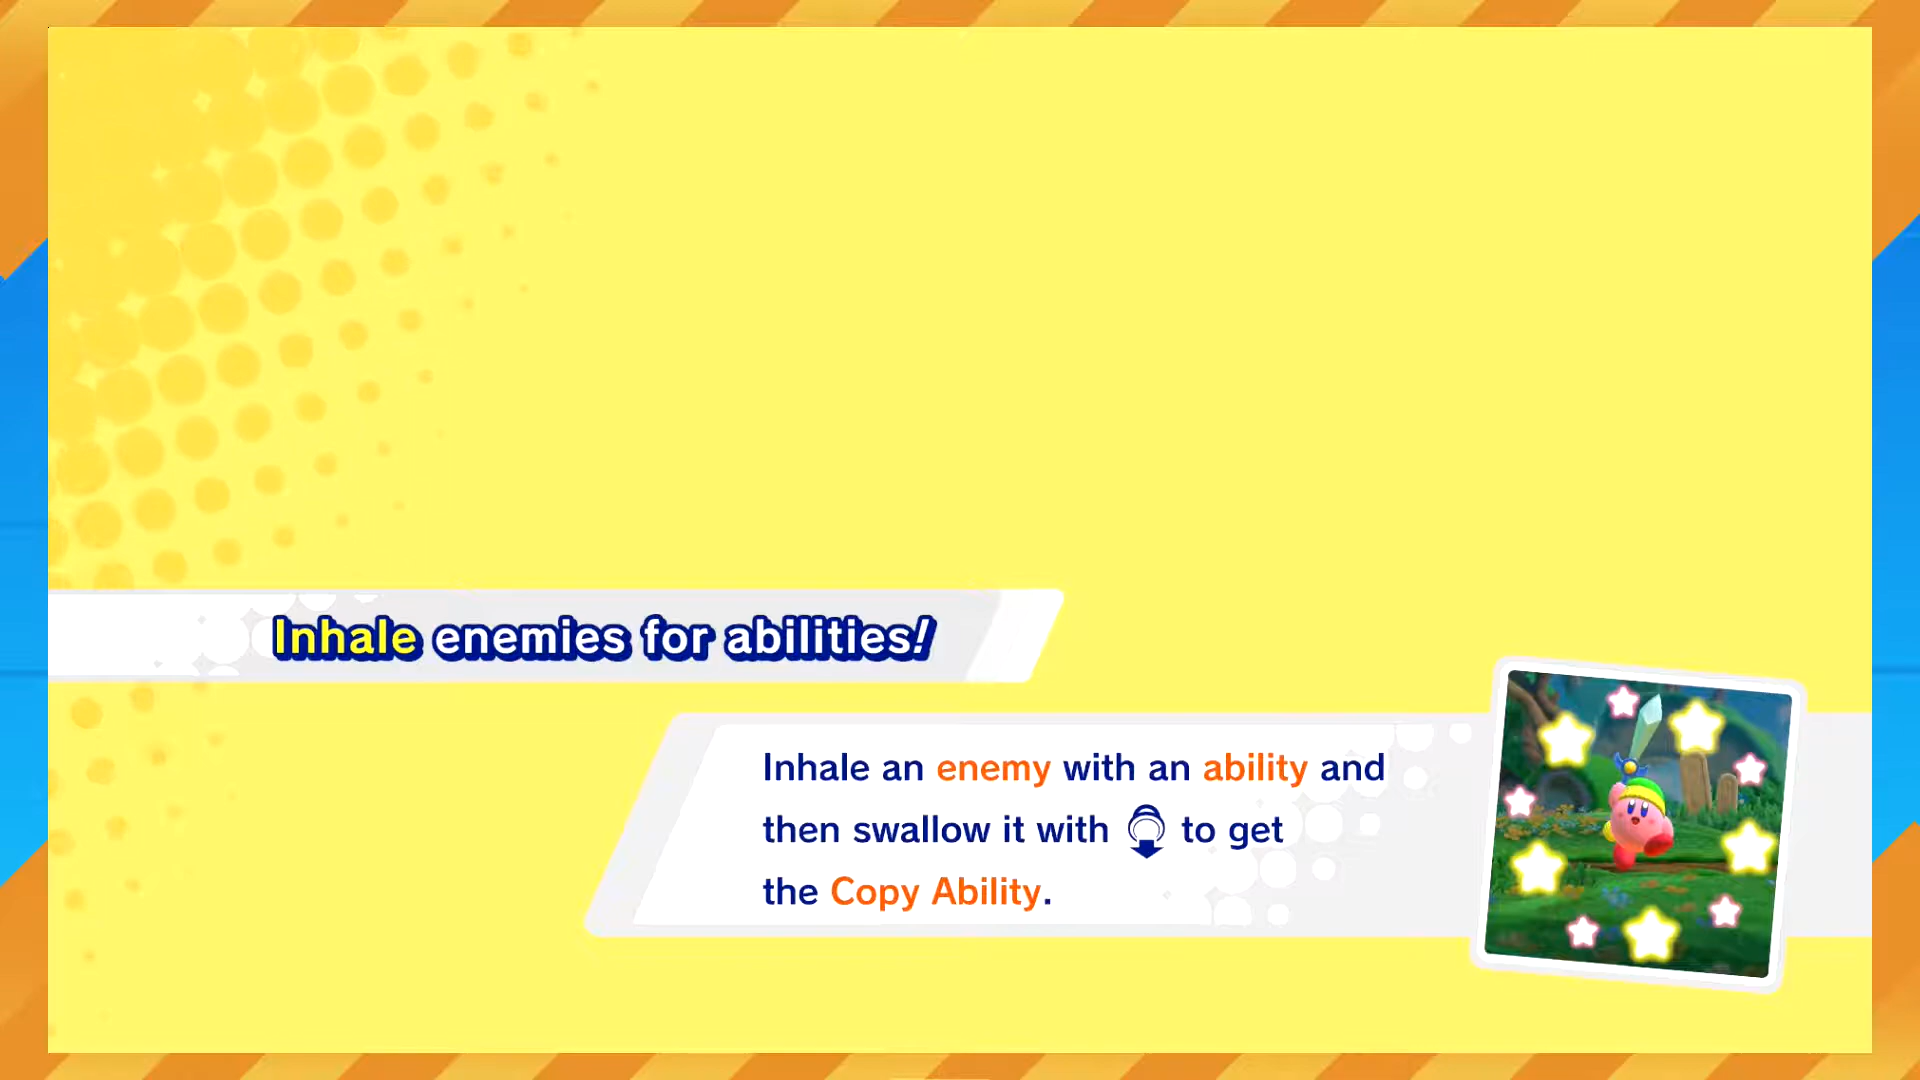 Inhale enemies for abilities!
Inhale an enemy with an ability and
then swallow it with to get
the Copy Ability.